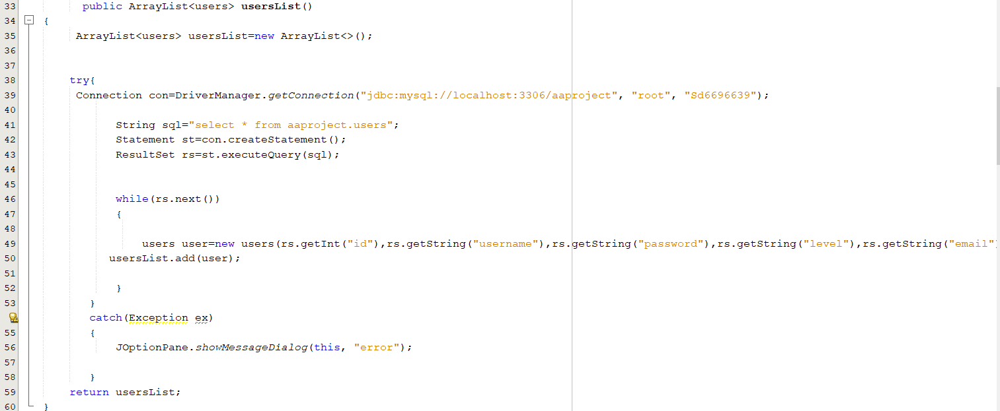 33 public ArrayList<users> usersList()
34 {
35 ArrayList<users> usersList=new ArrayList<>();
36
37
38 try{
39 Connection con=DriverManager.getConnection("jdbc:mysql://localhost:3306/aaproject", "root", "Sd6696639");
40
41 String sql="select * from aaproject.users";
42 Statement st=con.createStatement();
43 ResultSet rs=st.executeQuery(sql);
44
45
46 while(rs.next())
47 {
48
49 users user=new users(rs.getInt("id"),rs.getString("username"),rs.getString("password"),rs.getString("level"),rs.getString("email"
50 usersList.add(user);
51
52 }
53 }
catch(Exception ex)
55 {
56 JOptionPane.showMessageDialog(this, "error");
57
58 }
59 return usersList;
60 }